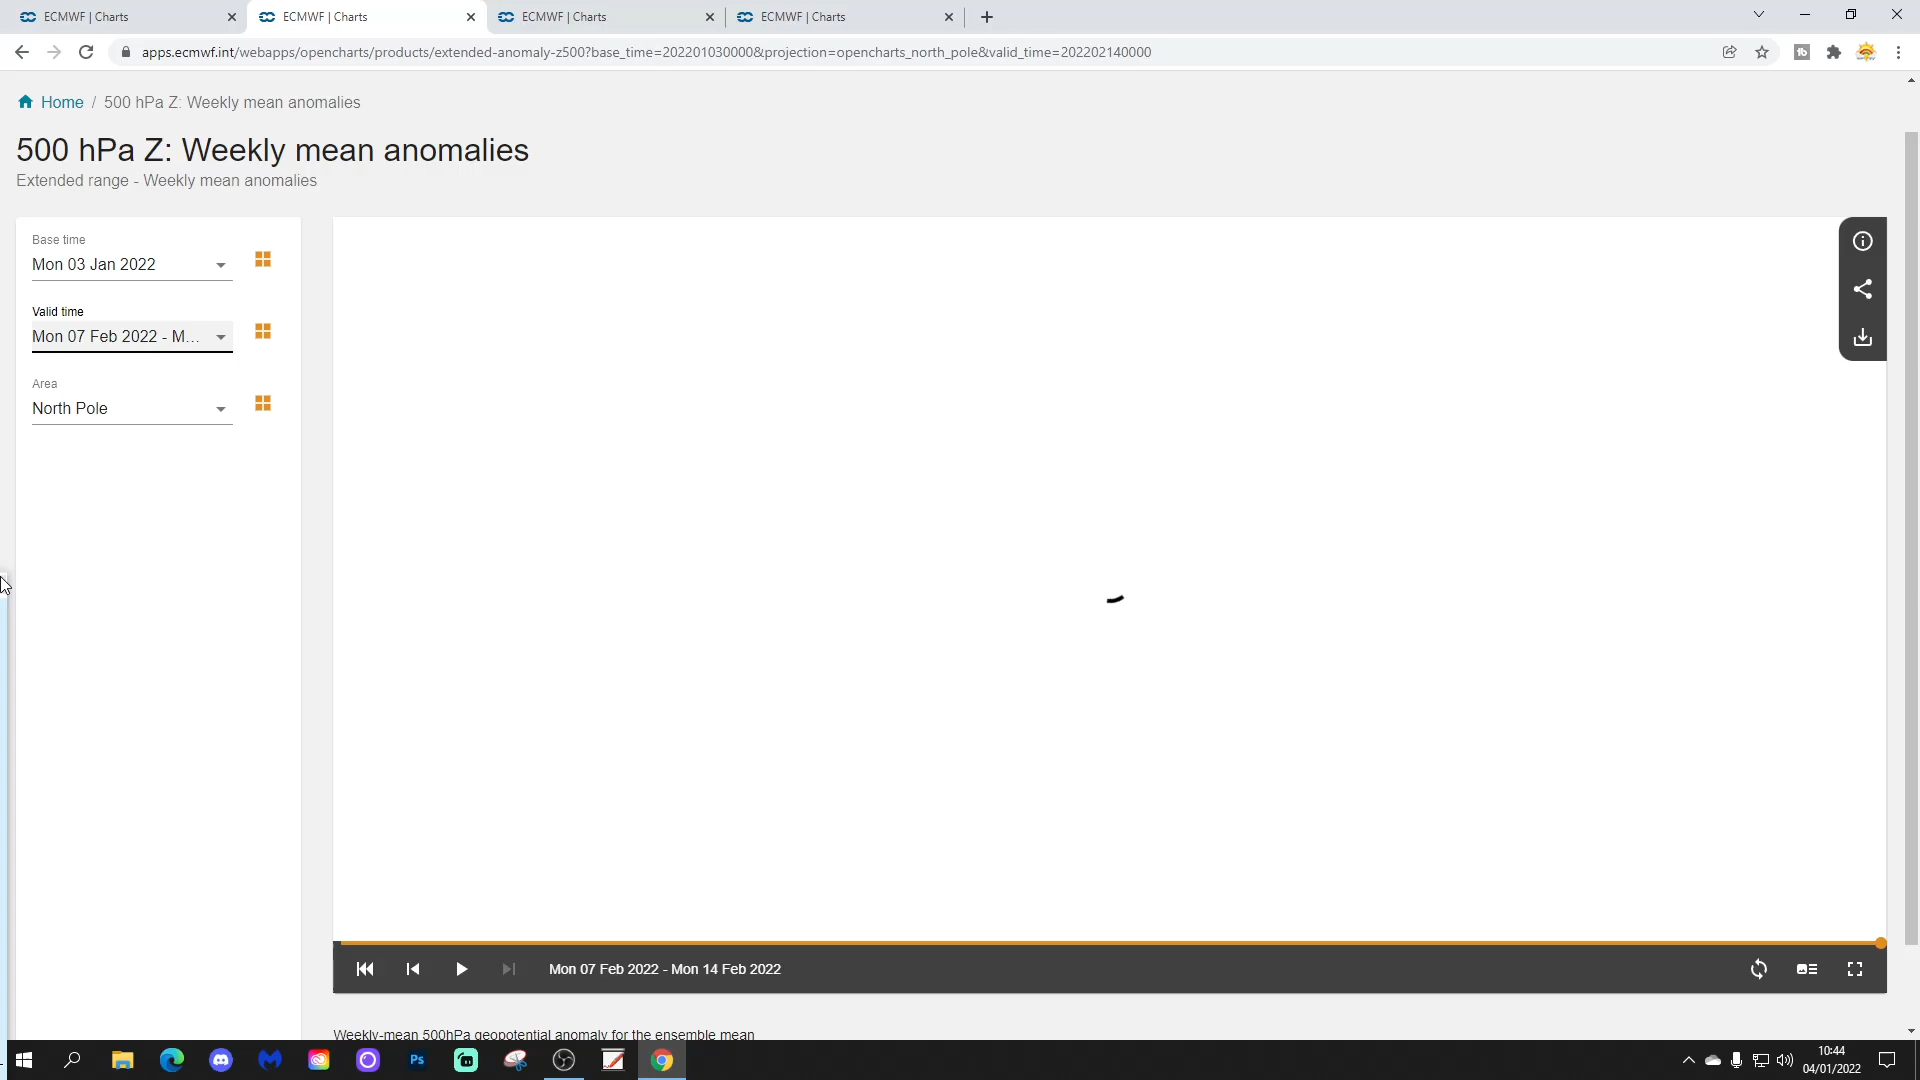 ECMWF | Charts
ECMWF | Charts
ECMWF | Charts
ECMWF | Charts
apps.ecmwf.int/webapps/opencharts/products/extended-anomaly-z500?base_time=202201030000&projection=opencharts_north_pole&valid_time=202202140000
Home / 500 hPa Z: Weekly mean anomalies
500 hPa Z: Weekly mean anomalies
Extended range - Weekly mean anomalies
Base time
Mon 03 Jan 2022
Valid time
Mon 07 Feb 2022 - M...
Area
North Pole
Mon 07 Feb 2022 - Mon 14 Feb 2022
Weekly-mean 500hPa geopotential anomaly for the ensemble mean
Ps
10:44
04/01/2022